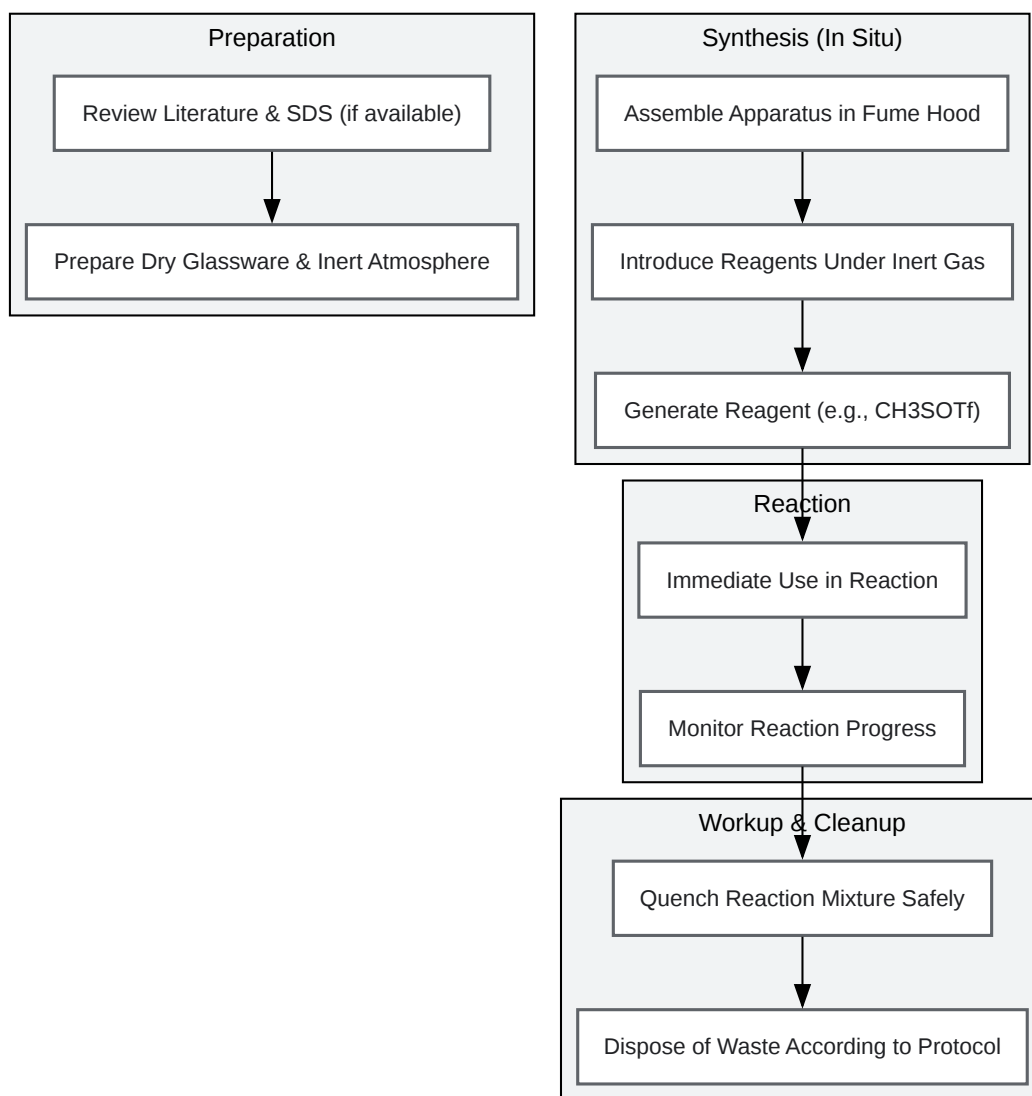 Preparation
Review Literature & SDS (if available)
Prepare Dry Glassware & Inert Atmosphere
Synthesis (In Situ)
Assemble Apparatus in Fume Hood
Introduce Reagents Under Inert Gas
Generate Reagent (e.g., CH3SOTf)
Reaction
Immediate Use in Reaction
Monitor Reaction Progress
Workup & Cleanup
Quench Reaction Mixture Safely
Dispose of Waste According to Protocol